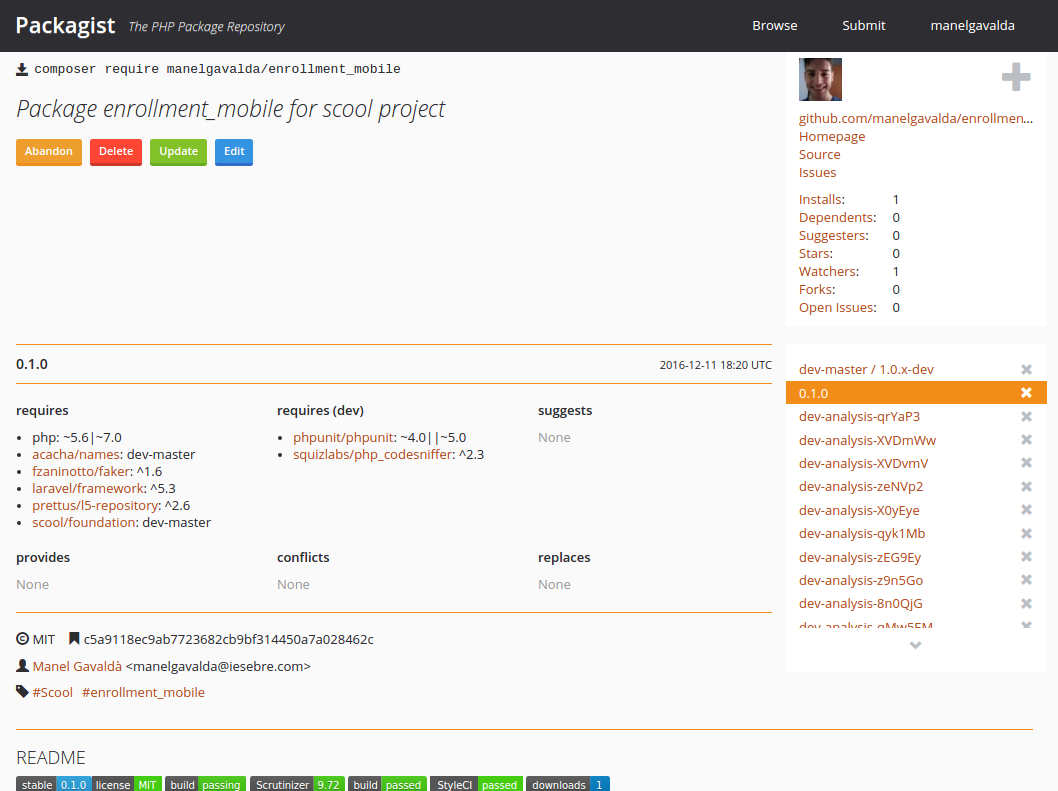 Packagist The PHP Package Repository Browse Submit manelgavalda
composer require manelgavalda/enrollment_mobile
Package enrollment_mobile for scool project
Abandon Delete Update Edit
github.com/manelgavalda/enrollmen...
Homepage
Source
Issues
Installs: 1
Dependents: 0
Suggesters: 0
Stars: 0
Watchers: 1
Forks: 0
Open Issues: 0
0.1.0 2016-12-11 18:20 UTC
requires
php: ~5.6|~7.0
acacha/names: dev-master
fzaninotto/faker: ^1.6
laravel/framework: ^5.3
prettus/l5-repository: ^2.6
scool/foundation: dev-master
requires (dev)
phpunit/phpunit: ~4.0||~5.0
squizlabs/php_codesniffer: ^2.3
suggests
None
provides
None
conflicts
None
replaces
None
dev-master / 1.0.x-dev
0.1.0
dev-analysis-qrYaP3
dev-analysis-XVDmWw
dev-analysis-XVDvmV
dev-analysis-zeNVp2
dev-analysis-X0yEye
dev-analysis-qyk1Mb
dev-analysis-zEG9Ey
dev-analysis-z9n5Go
dev-analysis-8n0QjG
dev-analysis-qMw5EM
MIT c5a9118ec9ab7723682cb9bf314450a7a028462c
Manel Gavaldà <manelgavalda@iesebre.com>
#Scool #enrollment_mobile
README
stable 0.1.0 license MIT build passing Scrutinizer 9.72 build passed StyleCI passed downloads 1